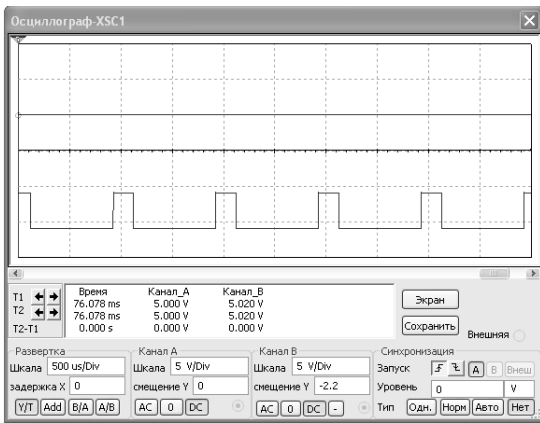 Осциллограф-XSC1
Время Канал_A Канал_B
T1 76.078 ms 5.000 V 5.020 V
T2 76.078 ms 5.000 V 5.020 V
T2-T1 0.000 s 0.000 V 0.000 V
Экран
Сохранить
Внешняя
Развертка Канал A Канал B Синхронизация
Шкала 500 us/Div Шкала 5 V/Div Шкала 5 V/Div Запуск A B Внеш
задержка X 0 смещение Y 0 смещение Y -2.2 Уровень 0 V
Y/T Add B/A A/B AC 0 DC AC 0 DC - Тип Одн. Норм Авто Нет